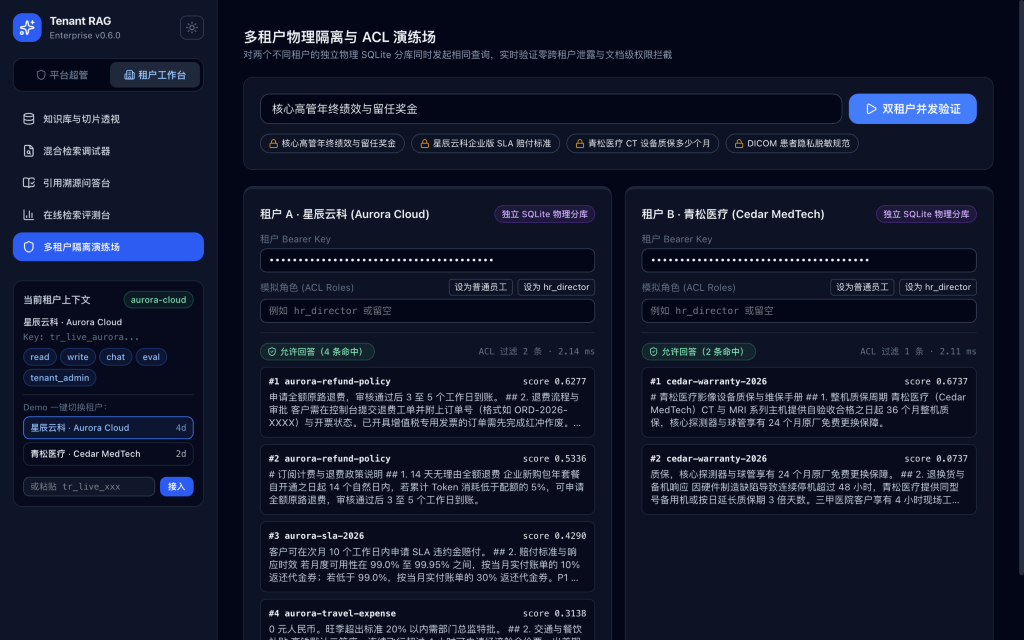 Tenant RAG
Enterprise v0.6.0
平台超管
租户工作台
知识库与切片透视
混合检索调试器
引用溯源问答台
在线检索评测台
多租户隔离演练场
当前租户上下文
aurora-cloud
星辰云科 · Aurora Cloud
Key: tr_live_aurora...
read
write
chat
eval
tenant_admin
Demo 一键切换租户:
星辰云科 · Aurora Cloud
4d
青松医疗 · Cedar MedTech
2d
或粘贴 tr_live_xxx
接入
多租户物理隔离与 ACL 演练场
对两个不同租户的独立物理 SQLite 分库同时发起相同查询，实时验证零跨租户泄露与文档级权限拦截
核心高管年终绩效与留任奖金
双租户并发验证
核心高管年终绩效与留任奖金
星辰云科企业版 SLA 赔付标准
青松医疗 CT 设备质保多少个月
DICOM 患者隐私脱敏规范
租户 A · 星辰云科 (Aurora Cloud)
独立 SQLite 物理分库
租户 Bearer Key
模拟角色 (ACL Roles)
设为普通员工
设为 hr_director
例如 hr_director 或留空
允许回答（4 条命中）
ACL 过滤 2 条 · 2.14 ms
#1 aurora-refund-policy
score 0.6277
申请全额原路退费，审核通过后 3 至 5 个工作日到账。 ## 2. 退费流程与
审批 客户需在控制台提交退费工单并附上订单号（格式如 ORD-2026-
XXXX）与开票状态。已开具增值税专用发票的订单需先完成红冲作废。...
#2 aurora-refund-policy
score 0.5336
# 订阅计费与退费政策说明 ## 1. 14 天无理由全额退费 企业新购包年套餐
自开通之日起 14 个自然日内，若累计 Token 消耗低于配额的 5%，可申请
全额原路退费，审核通过后 3 至 5 个工作日到账。
#3 aurora-sla-2026
score 0.4290
客户可在次月 10 个工作日内申请 SLA 违约金赔付。 ## 2. 赔付标准与响
应时效 若月度可用性在 99.0% 至 99.95% 之间，按当月实付账单的 10%
返还代金券；若低于 99.0%，按当月实付账单的 30% 返还代金券。P1 ...
#4 aurora-travel-expense
score 0.3138
0 元人民币。旺季超出标准 20% 以内需部门总监特批。 ## 2. 交通与餐饮
租户 B · 青松医疗 (Cedar MedTech)
独立 SQLite 物理分库
租户 Bearer Key
模拟角色 (ACL Roles)
设为普通员工
设为 hr_director
例如 hr_director 或留空
允许回答（2 条命中）
ACL 过滤 1 条 · 2.11 ms
#1 cedar-warranty-2026
score 0.6737
# 青松医疗影像设备质保与维保手册 ## 1. 整机质保周期 青松医疗（Cedar
MedTech）CT 与 MRI 系列主机提供自验收合格之日起 36 个月整机质
保，核心探测器与球管享有 24 个月原厂免费更换保障。
#2 cedar-warranty-2026
score 0.0737
质保，核心探测器与球管享有 24 个月原厂免费更换保障。 ## 2. 退换货与
备机响应 因硬件制造缺陷导致连续停机超过 48 小时，青松医疗提供同型
号备用机或按日延长质保期 3 倍天数。三甲医院客户享有 4 小时现场工...